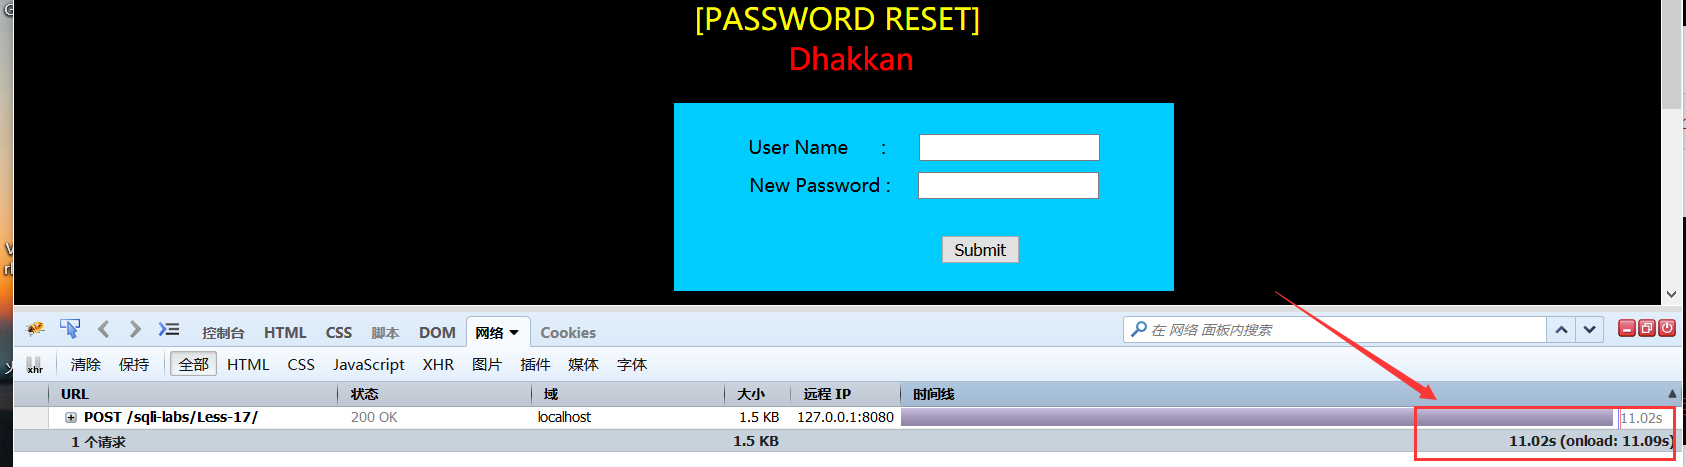 [PASSWORD RESET]
Dhakkan
User Name :
New Password :
Submit
控制台 HTML CSS 脚本 DOM 网络 Cookies 在 网络 面板内搜索
xhr 清除 保持 全部 HTML CSS JavaScript XHR 图片 插件 媒体 字体
URL 状态 域 大小 远程 IP 时间线
POST /sqli-labs/Less-17/ 200 OK localhost 1.5 KB 127.0.0.1:8080 11.02s
1 个请求 1.5 KB 11.02s (onload: 11.09s)